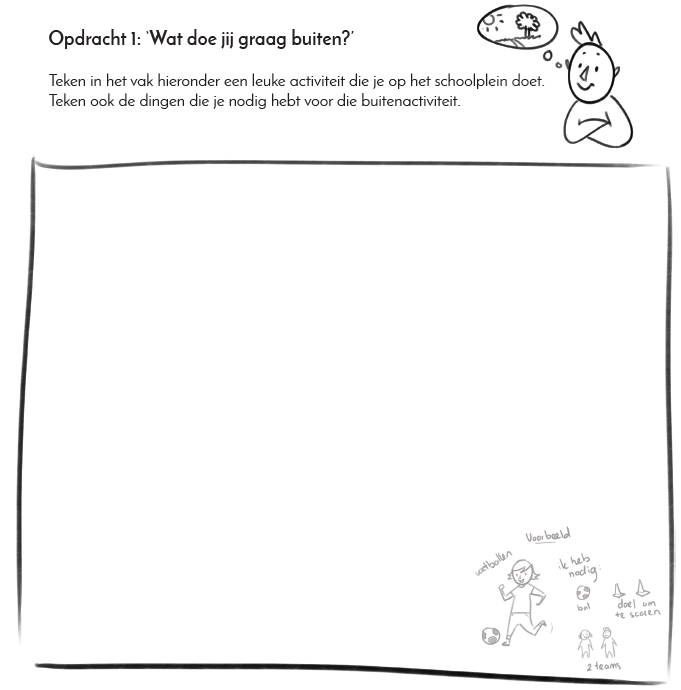 Opdracht 1: 'Wat doe jij graag buiten?'
Teken in het vak hieronder een leuke activiteit die je op het schoolplein doet.
Teken ook de dingen die je nodig hebt voor die buitenactiviteit.
Voorbeeld
voetballen
ik heb
nodig:
bal
doel om
te scoren
2 teams